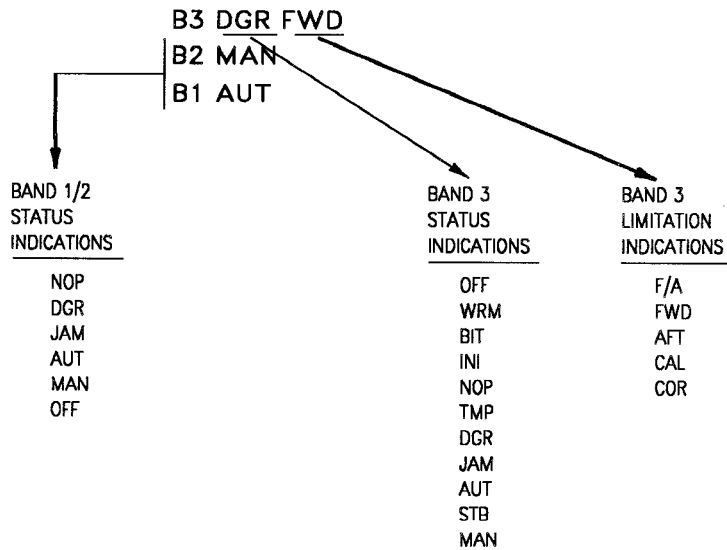 B3 DGR FWD
B2 MAN
B1 AUT
BAND 1/2
STATUS
INDICATIONS
NOP
DGR
JAM
AUT
MAN
OFF
BAND 3
STATUS
INDICATIONS
OFF
WRM
BIT
INI
NOP
TMP
DGR
JAM
AUT
STB
MAN
BAND 3
LIMITATION
INDICATIONS
F/A
FWD
AFT
CAL
COR